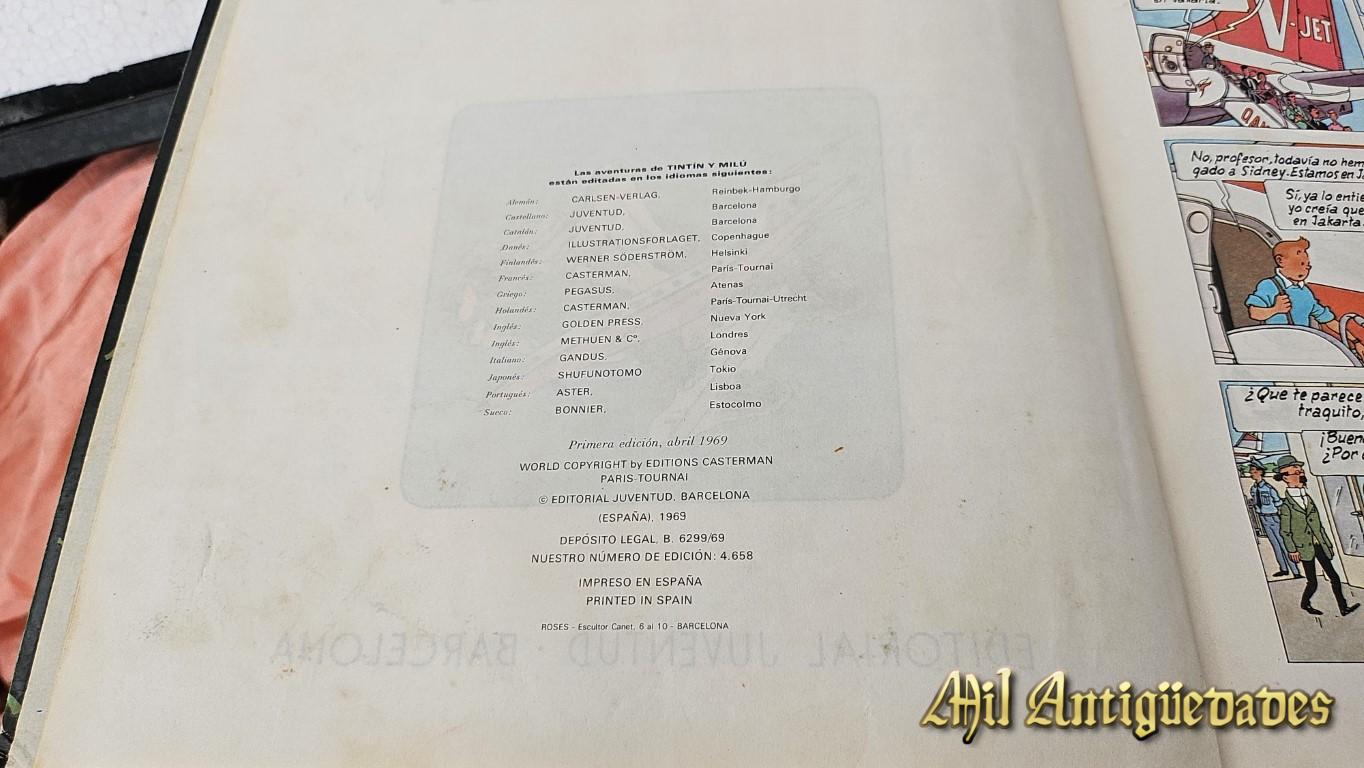 Las aventuras de TINTÍN Y MILÚ
están editadas en los idiomas siguientes:
Alemán: CARLSEN-VERLAG, Reinbek-Hamburgo
Castellano: JUVENTUD, Barcelona
Catalán: JUVENTUD, Barcelona
Danés: ILLUSTRATIONSFORLAGET, Copenhague
Finlandés: WERNER SÖDERSTRÖM, Helsinki
Francés: CASTERMAN, París-Tournai
Griego: PEGASUS, Atenas
Holandés: CASTERMAN, París-Tournai-Utrecht
Inglés: GOLDEN PRESS, Nueva York
Inglés: METHUEN & Cº, Londres
Italiano: GANDUS, Génova
Japonés: SHUFUNOTOMO Tokio
Portugués: ASTER, Lisboa
Sueco: BONNIER, Estocolmo
Primera edición, abril 1969
WORLD COPYRIGHT by EDITIONS CASTERMAN
PARIS-TOURNAI
© EDITORIAL JUVENTUD, BARCELONA
(ESPAÑA), 1969
DEPÓSITO LEGAL, B. 6299/69
NUESTRO NÚMERO DE EDICIÓN: 4.658
IMPRESO EN ESPAÑA
PRINTED IN SPAIN
ROSES - Escultor Canet, 6 al 10 - BARCELONA
EDITORIAL JUVENTUD · BARCELONA
V-JET
No, profesor, todavía no hem
gado a Sidney. Estamos en
Sí, ya lo
yo creía que
en Jakarta.
¿Que te parece
traquito,
¿Por
Mil Antigüedades